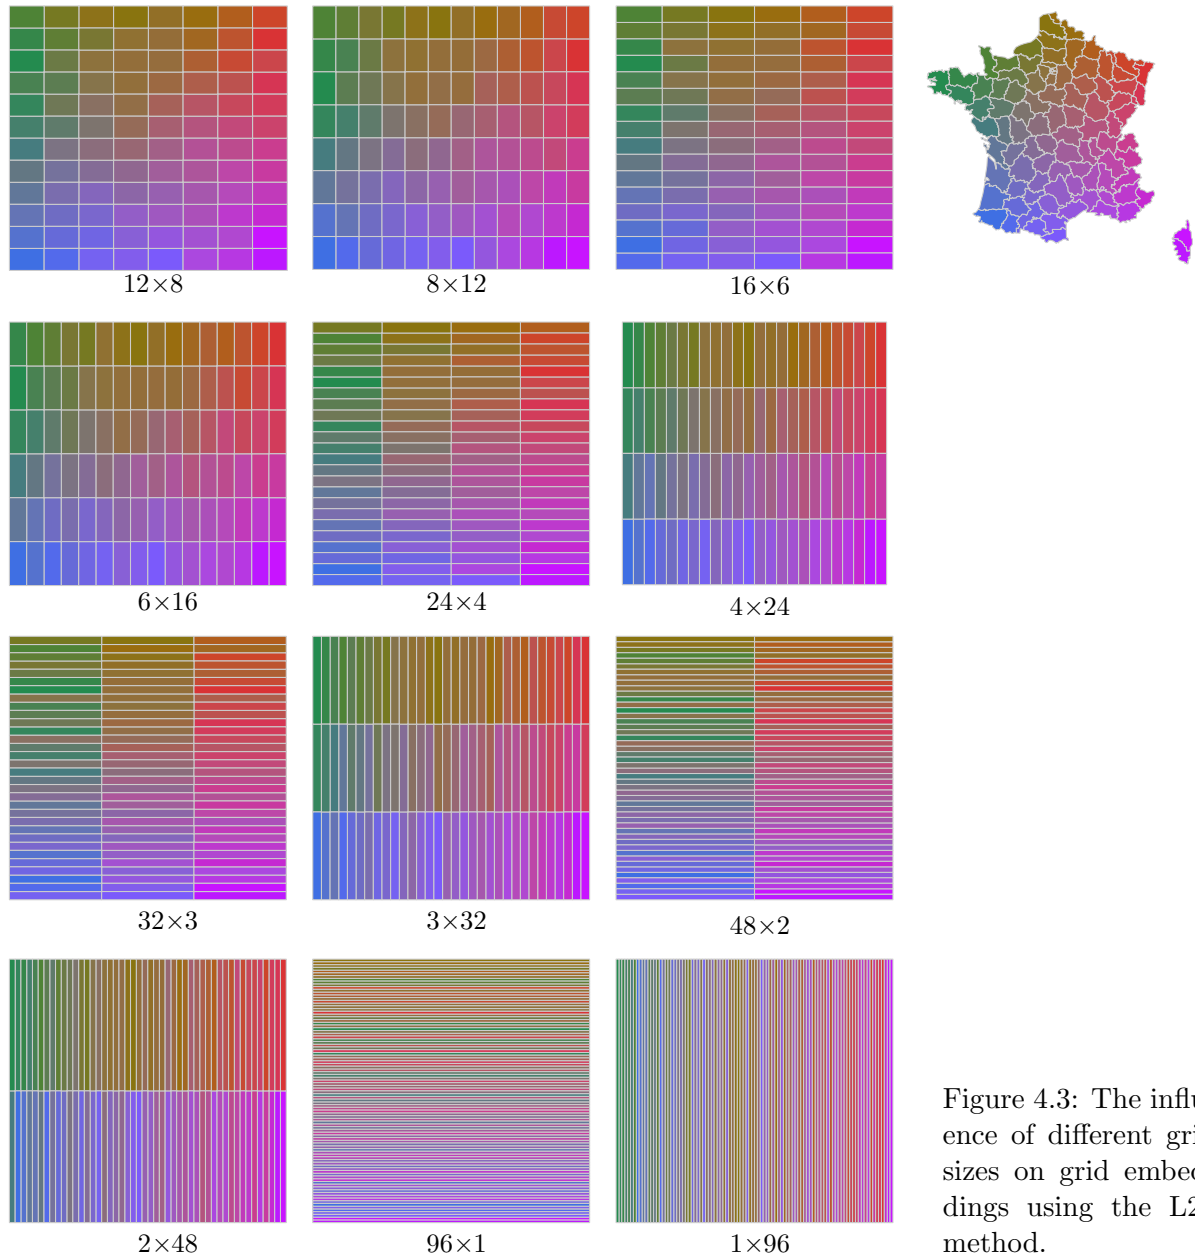 12×8
8×12
16×6
6×16
24×4
4×24
32×3
3×32
48×2
2×48
96×1
1×96
Figure 4.3: The influ
ence of different gri
sizes on grid embec
dings using the L2
method.